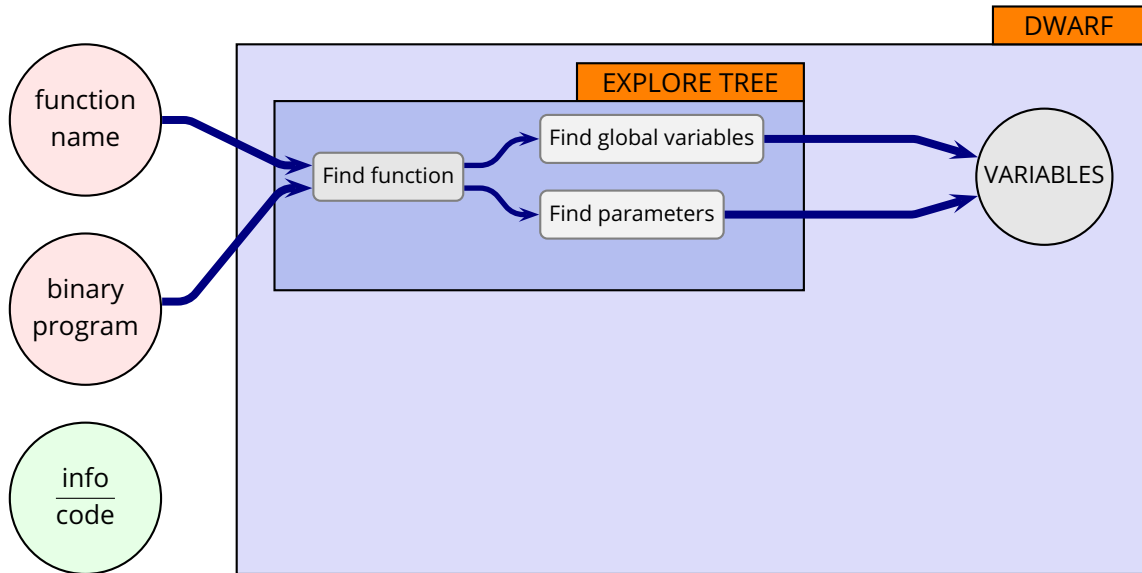 DWARF
EXPLORE TREE
function
name
Find global variables
Find function
VARIABLES
Find parameters
binary
program
info
code